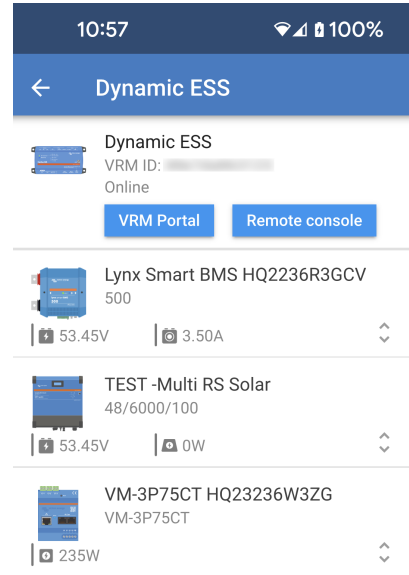 10:57 100%
Dynamic ESS
Dynamic ESS
VRM ID:
Online
VRM Portal Remote console
Lynx Smart BMS HQ2236R3GCV
500
53.45V 3.50A
TEST -Multi RS Solar
48/6000/100
53.45V 0W
VM-3P75CT HQ23236W3ZG
VM-3P75CT
235W